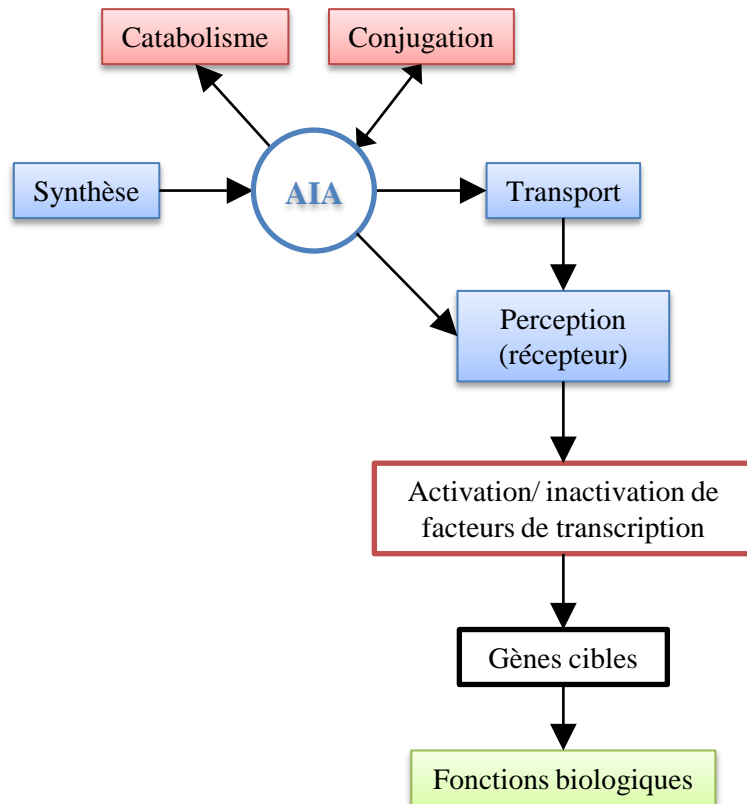 Catabolisme
Conjugation
Synthèse
AIA
Transport
Perception
(récepteur)
Activation/ inactivation de
facteurs de transcription
Gènes cibles
Fonctions biologiques